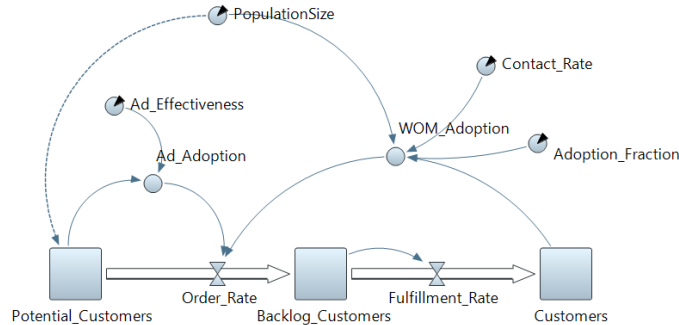 PopulationSize
Contact_Rate
Ad_Effectiveness
WOM_Adoption
Ad_Adoption
Adoption_Fraction
Order_Rate
Fulfillment_Rate
Potential_Customers
Backlog_Customers
Customers